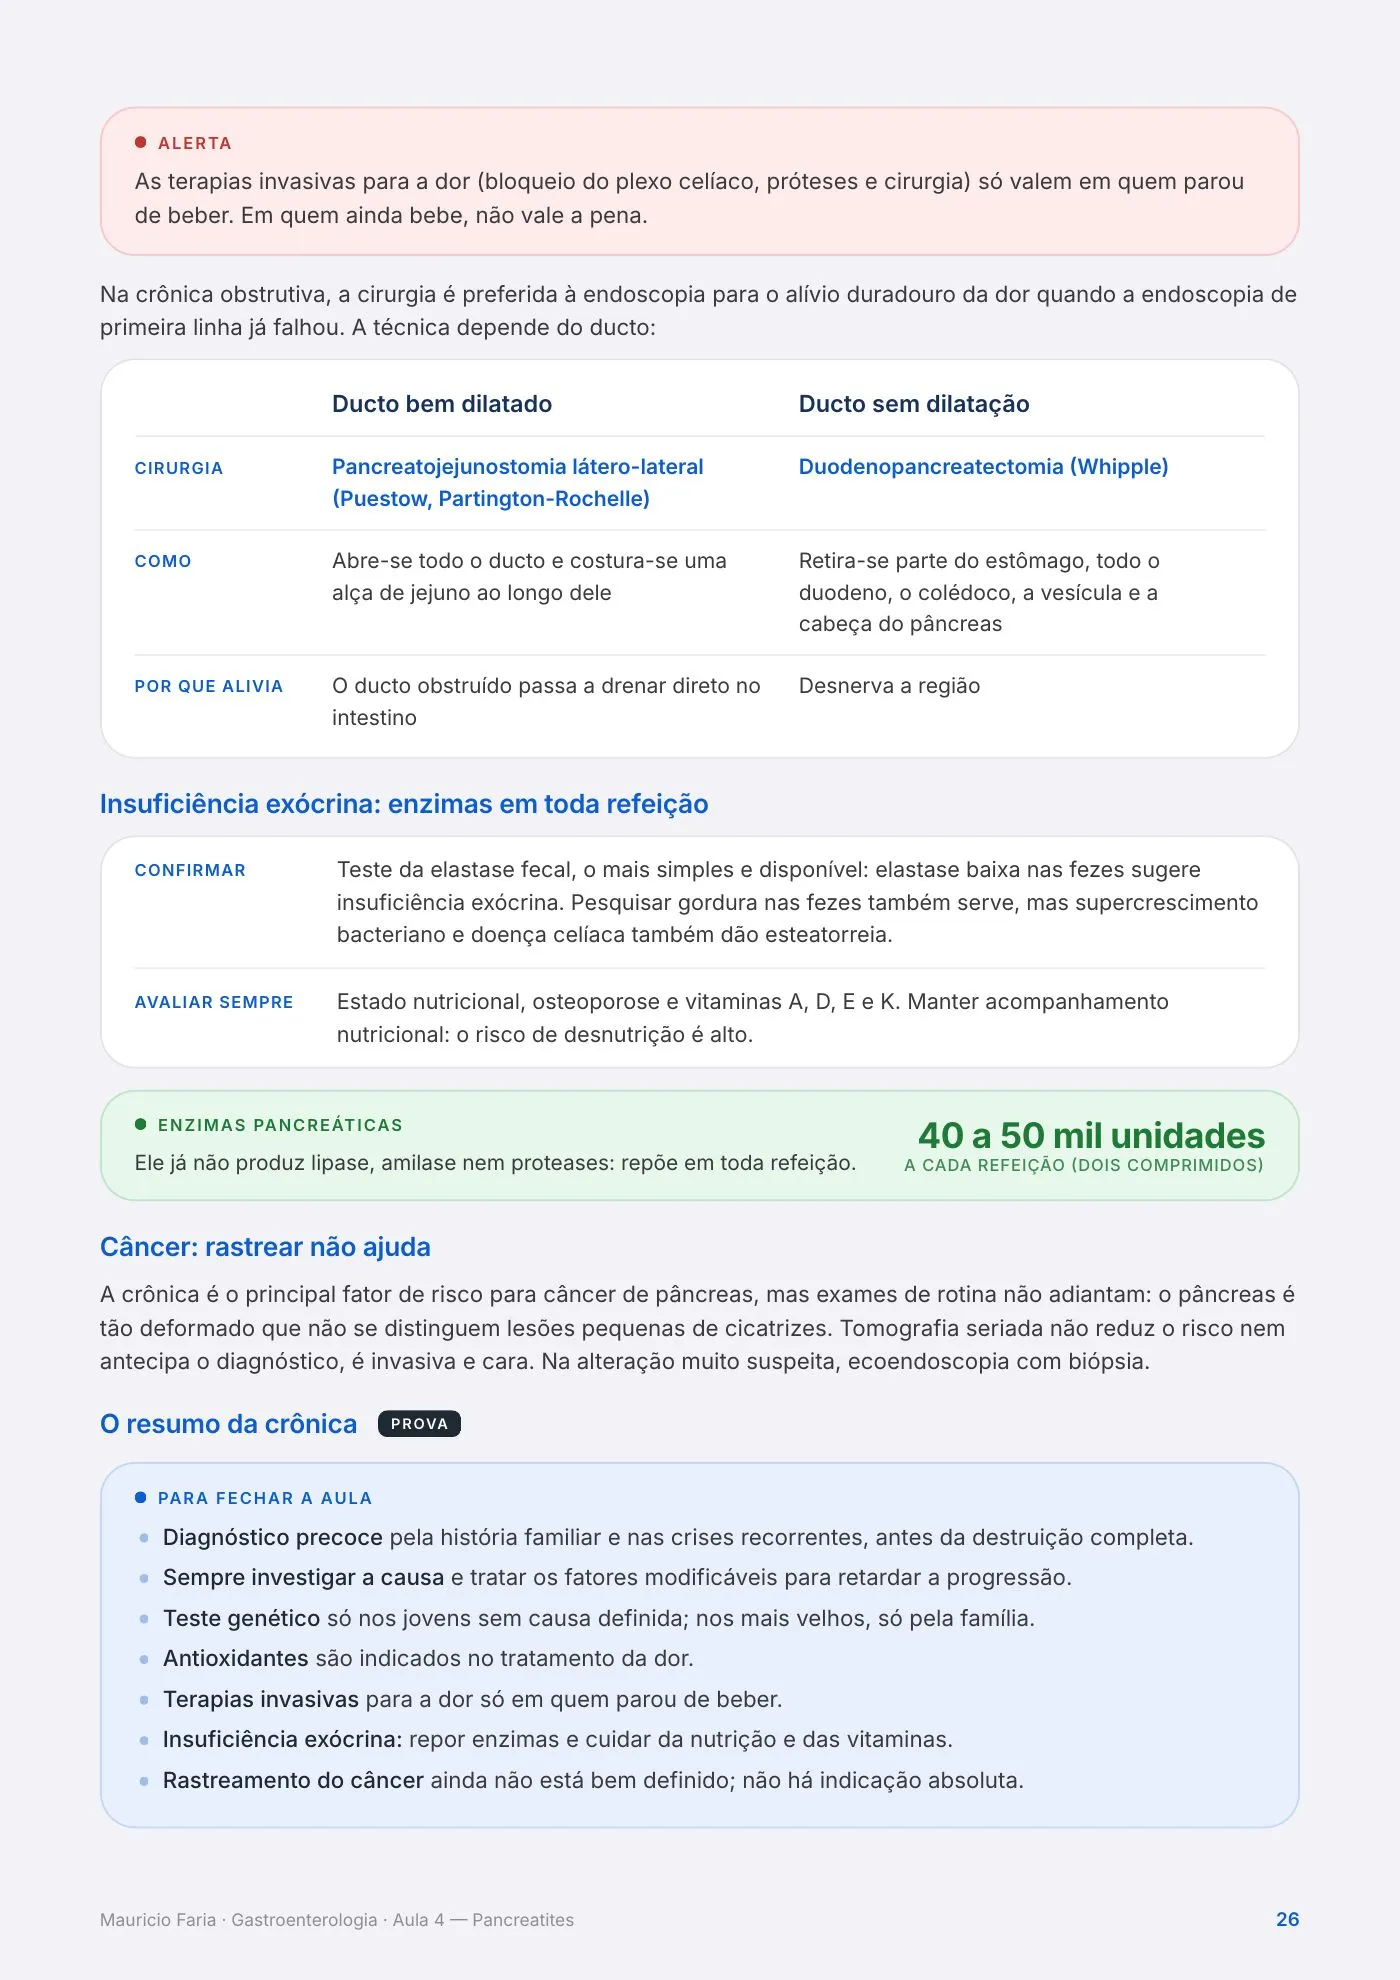 ALERTA
As terapias invasivas para a dor (bloqueio do plexo celíaco, próteses e cirurgia) só valem em quem parou
de beber. Em quem ainda bebe, não vale a pena.
Na crônica obstrutiva, a cirurgia é preferida à endoscopia para o alívio duradouro da dor quando a endoscopia de
primeira linha já falhou. A técnica depende do ducto:
Ducto bem dilatado
Ducto sem dilatação
CIRURGIA
Pancreatojejunostomia látero-lateral
(Puestow, Partington-Rochelle)
Duodenopancreatectomia (Whipple)
COMO
Abre-se todo o ducto e costura-se uma
alça de jejuno ao longo dele
Retira-se parte do estômago, todo o
duodeno, o colédoco, a vesícula e a
cabeça do pâncreas
POR QUE ALIVIA
O ducto obstruído passa a drenar direto no
intestino
Desnerva a região
Insuficiência exócrina: enzimas em toda refeição
CONFIRMAR
Teste da elastase fecal, o mais simples e disponível: elastase baixa nas fezes sugere
insuficiência exócrina. Pesquisar gordura nas fezes também serve, mas supercrescimento
bacteriano e doença celíaca também dão esteatorreia.
AVALIAR SEMPRE
Estado nutricional, osteoporose e vitaminas A, D, E e K. Manter acompanhamento
nutricional: o risco de desnutrição é alto.
ENZIMAS PANCREÁTICAS
Ele já não produz lipase, amilase nem proteases: repõe em toda refeição.
40 a 50 mil unidades
A CADA REFEIÇÃO (DOIS COMPRIMIDOS)
Câncer: rastrear não ajuda
A crônica é o principal fator de risco para câncer de pâncreas, mas exames de rotina não adiantam: o pâncreas é
tão deformado que não se distinguem lesões pequenas de cicatrizes. Tomografia seriada não reduz o risco nem
antecipa o diagnóstico, é invasiva e cara. Na alteração muito suspeita, ecoendoscopia com biópsia.
O resumo da crônica PROVA
PARA FECHAR A AULA
Diagnóstico precoce pela história familiar e nas crises recorrentes, antes da destruição completa.
Sempre investigar a causa e tratar os fatores modificáveis para retardar a progressão.
Teste genético só nos jovens sem causa definida; nos mais velhos, só pela família.
Antioxidantes são indicados no tratamento da dor.
Terapias invasivas para a dor só em quem parou de beber.
Insuficiência exócrina: repor enzimas e cuidar da nutrição e das vitaminas.
Rastreamento do câncer ainda não está bem definido; não há indicação absoluta.
Mauricio Faria · Gastroenterologia · Aula 4 — Pancreatites
26